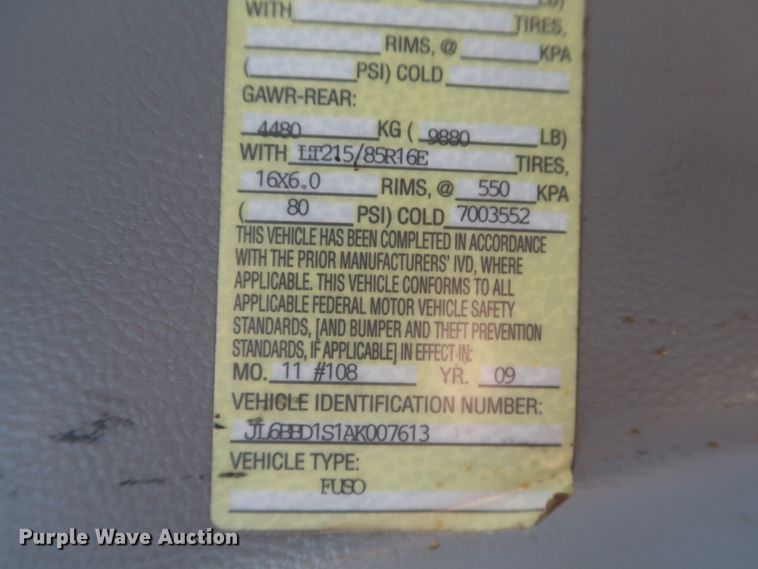 WITH TIRES,
RIMS, @ KPA
( PSI) COLD
GAWR-REAR:
4480 KG ( 9880 LB)
WITH LT215/85R16E TIRES,
16X6.0 RIMS, @ 550 KPA
( 80 PSI) COLD 7003552
THIS VEHICLE HAS BEEN COMPLETED IN ACCORDANCE
WITH THE PRIOR MANUFACTURERS' IVD, WHERE
APPLICABLE. THIS VEHICLE CONFORMS TO ALL
APPLICABLE FEDERAL MOTOR VEHICLE SAFETY
STANDARDS, [AND BUMPER AND THEFT PREVENTION
STANDARDS, IF APPLICABLE] IN EFFECT IN:
MO. 11 #108 YR. 09
VEHICLE IDENTIFICATION NUMBER:
JL6BBD1S1AK007613
VEHICLE TYPE:
FUSO
Purple Wave Auction